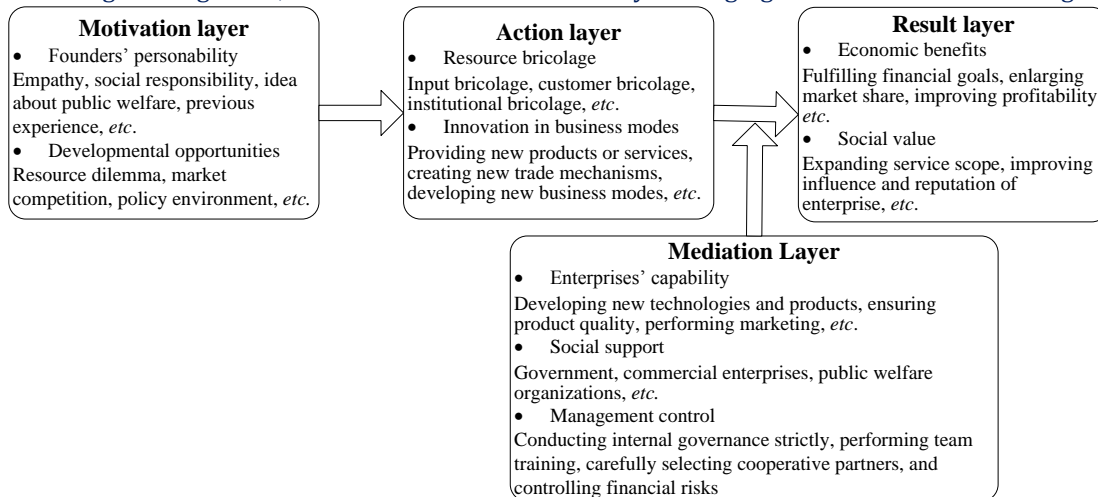 Motivation layer
• Founders' personability
Empathy, social responsibility, idea
about public welfare, previous
experience, etc.
• Developmental opportunities
Resource dilemma, market
competition, policy environment, etc.
Action layer
• Resource bricolage
Input bricolage, customer bricolage,
institutional bricolage, etc.
• Innovation in business modes
Providing new products or services,
creating new trade mechanisms,
developing new business modes, etc.
Result layer
• Economic benefits
Fulfilling financial goals, enlarging
market share, improving profitability
etc.
• Social value
Expanding service scope, improving
influence and reputation of
enterprise, etc.
Mediation Layer
• Enterprises' capability
Developing new technologies and products, ensuring
product quality, performing marketing, etc.
• Social support
Government, commercial enterprises, public welfare
organizations, etc.
• Management control
Conducting internal governance strictly, performing team
training, carefully selecting cooperative partners, and
controlling financial risks